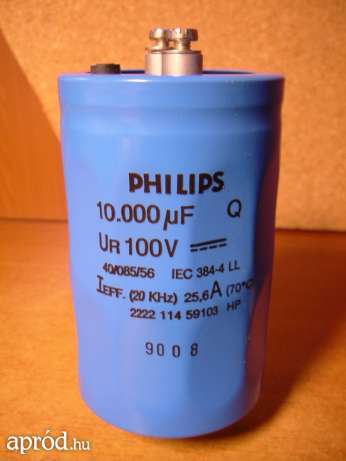 PHILIPS
10.000 µF Q
UR 100V ⎓
40/085/56 IEC 384-4 LL
IEFF. (20 KHz) 25,6A (70°C)
2222 114 59103 HP
9008
apród.hu